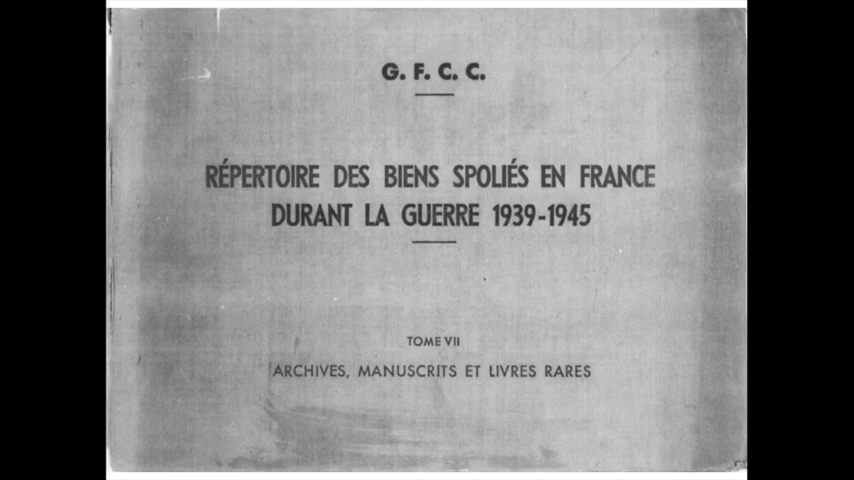 G. F. C. C.
RÉPERTOIRE DES BIENS SPOLIÉS EN FRANCE
DURANT LA GUERRE 1939-1945
TOME VII
ARCHIVES, MANUSCRITS ET LIVRES RARES